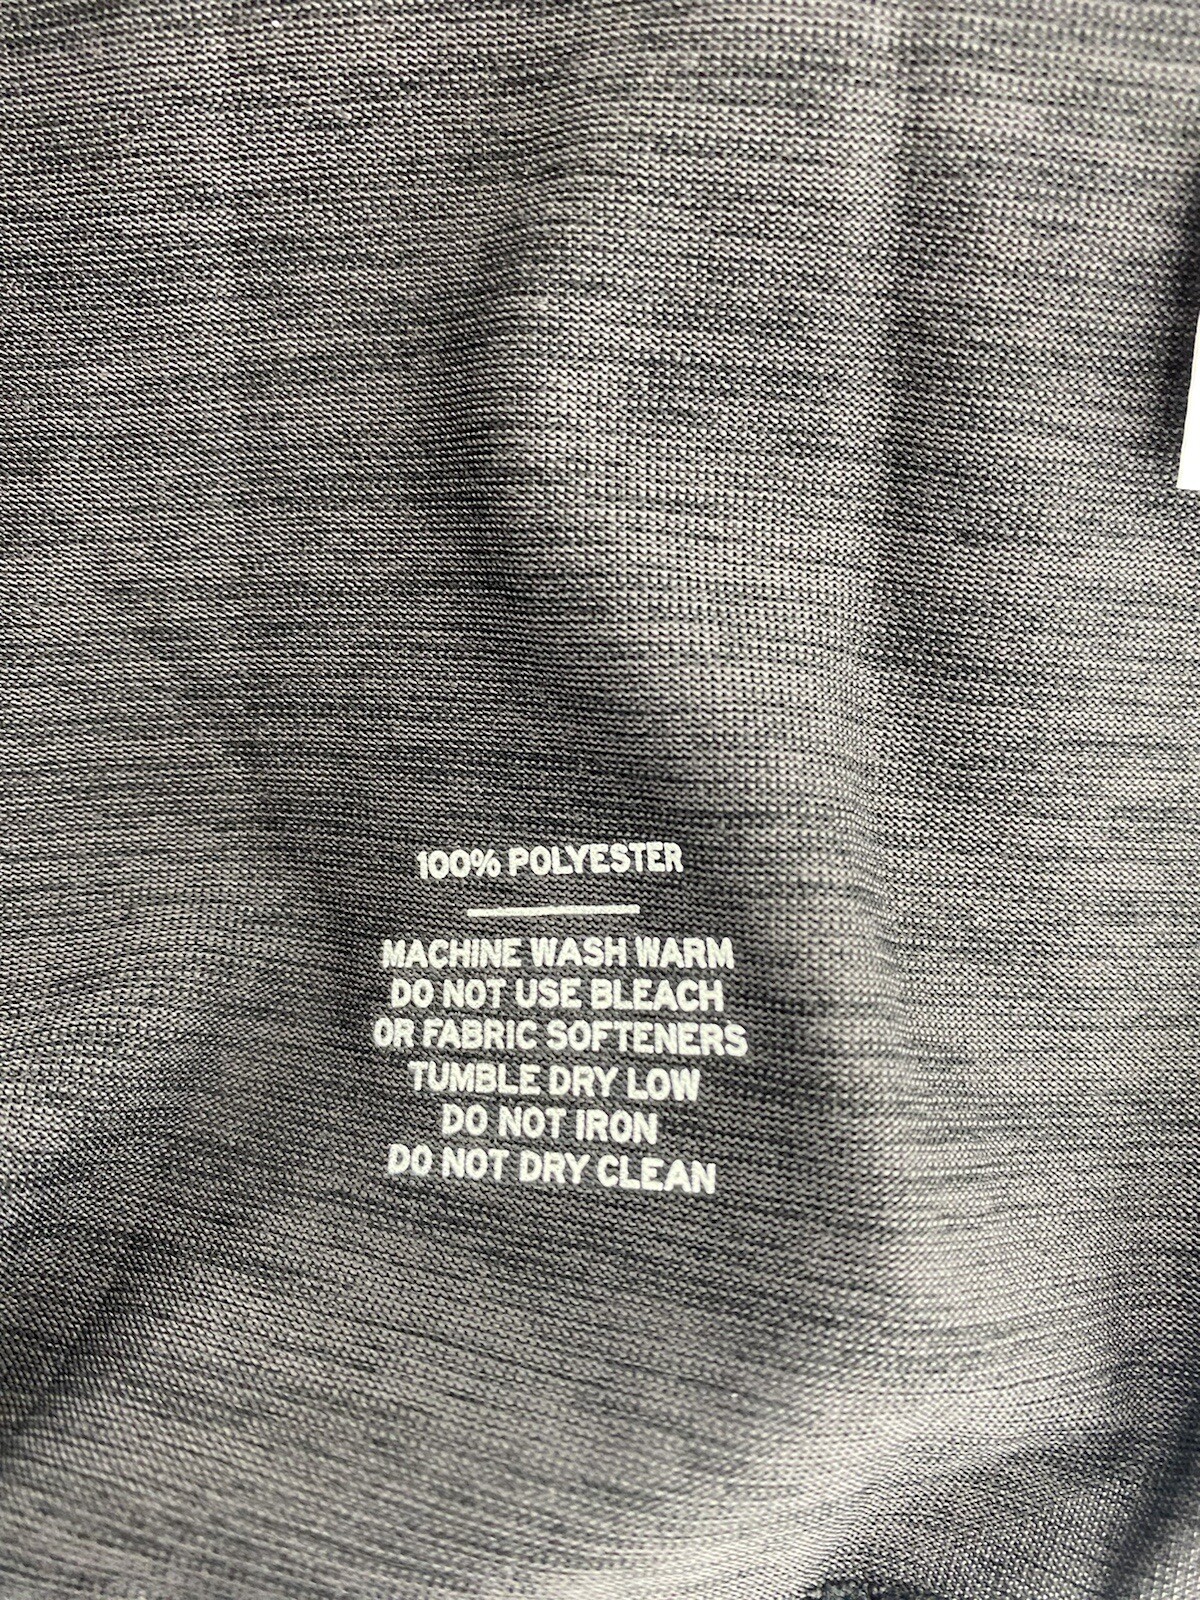 100% POLYESTER
MACHINE WASH WARM
DO NOT USE BLEACH
OR FABRIC SOFTENERS
TUMBLE DRY LOW
DO NOT IRON
DO NOT DRY CLEAN